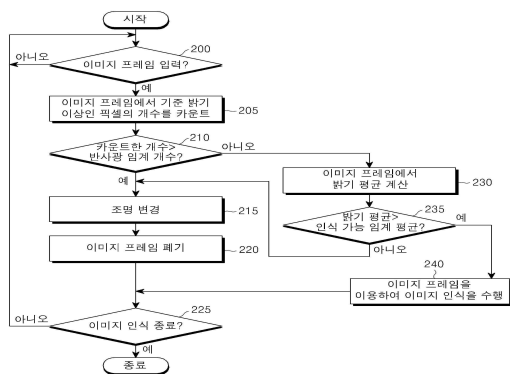 시작
200
아니오
이미지 프레임 입력?
예
이미지 프레임에서 기준 밝기
이상인 픽셀의 개수를 카운트
205
210
카운트한 개수>
반사광 임계 개수?
아니오
예
이미지 프레임에서
밝기 평균 계산
230
조명 변경
215
235
밝기 평균>
인식 가능 임계 평균?
예
아니오
이미지 프레임 폐기
220
240
이미지 프레임을
이용하여 이미지 인식을 수행
225
아니오
이미지 인식 종료?
예
종료